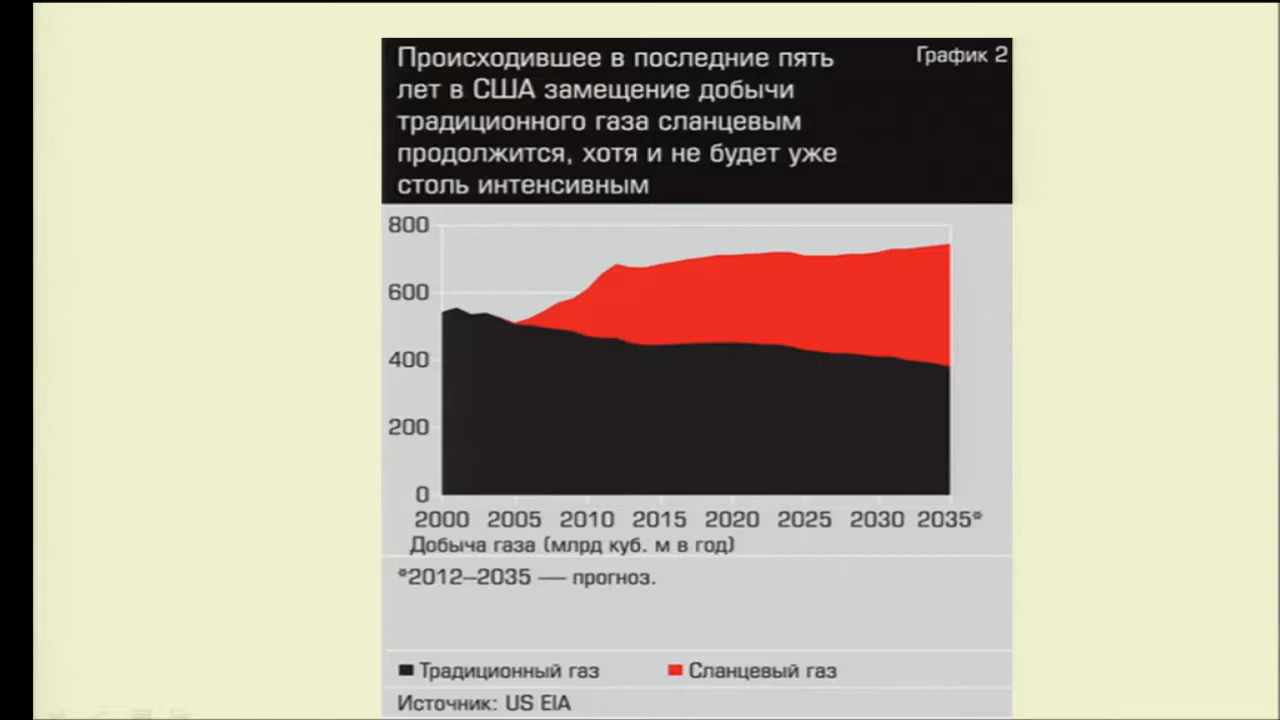 Происходившее в последние пять
лет в США замещение добычи
традиционного газа сланцевым
продолжится, хотя и не будет уже
столь интенсивным
График 2
800
600
400
200
0
2000 2005 2010 2015 2020 2025 2030 2035*
Добыча газа (млрд куб. м в год)
*2012–2035 — прогноз.
Традиционный газ
Сланцевый газ
Источник: US EIA